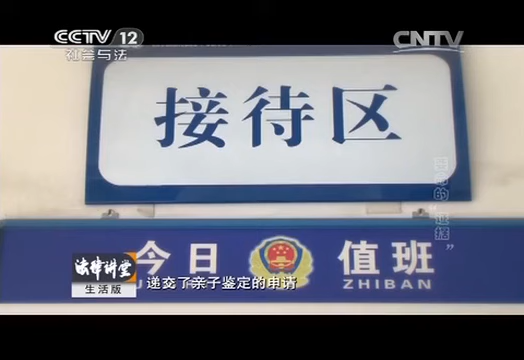 CCTV 12
社会与法
CNTV
接待区
今日
值班
ZHIBAN
法律讲堂
生活版
递交了亲子鉴定的申请